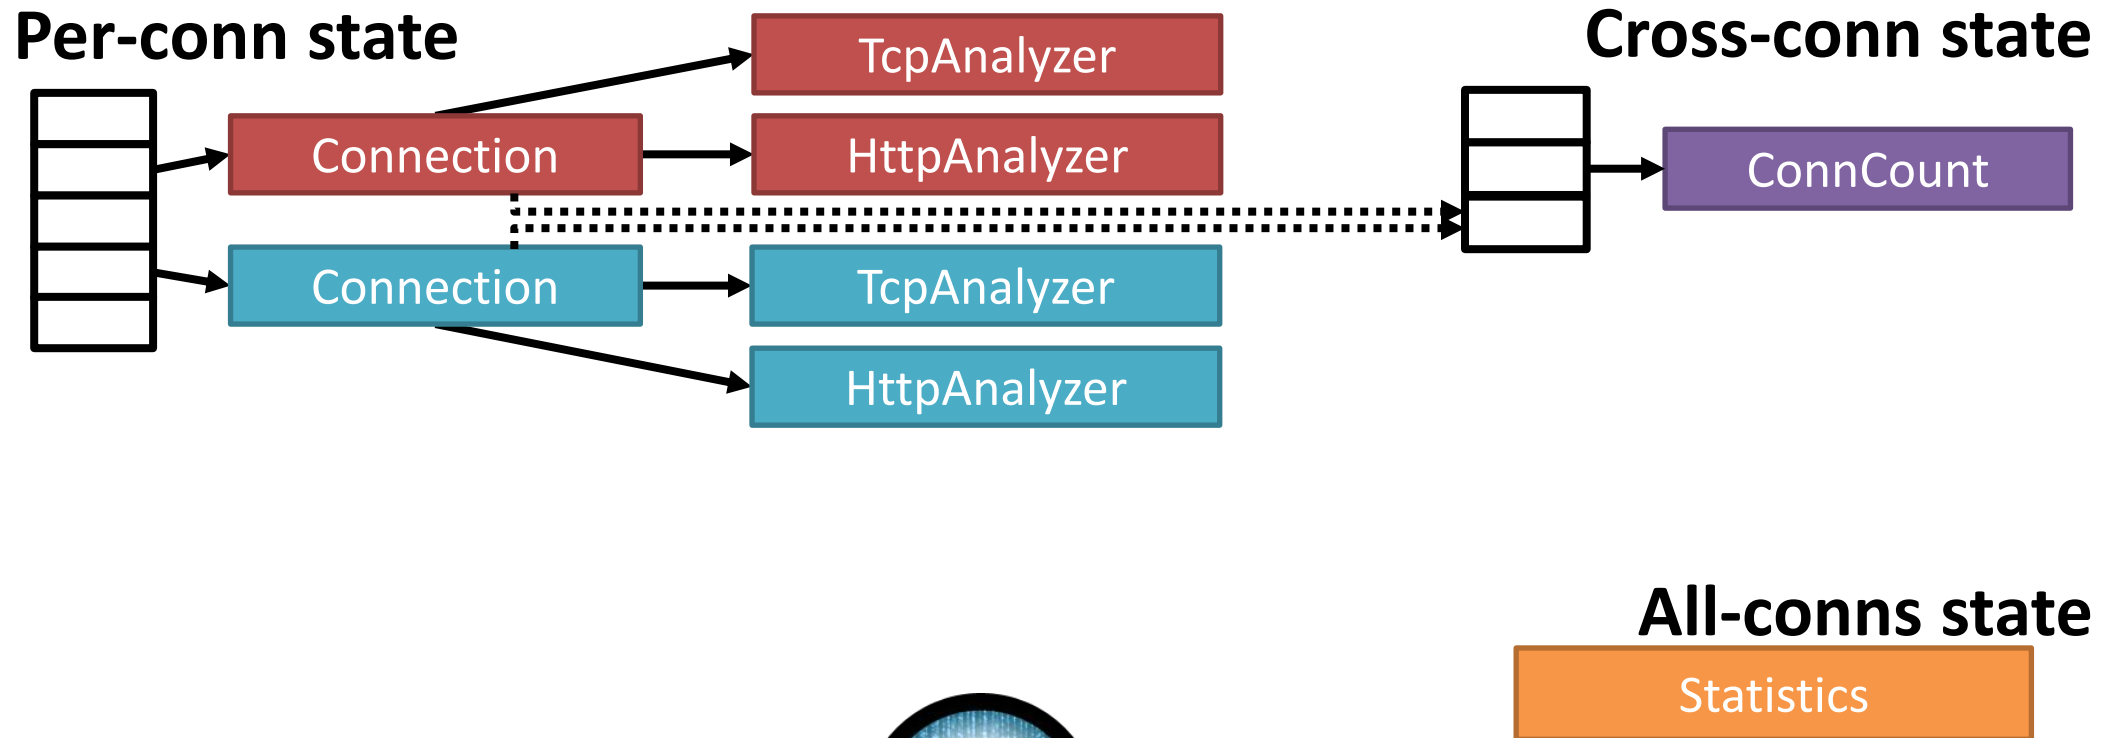 Per-conn state
Cross-conn state
TcpAnalyzer
Connection
HttpAnalyzer
ConnCount
Connection
TcpAnalyzer
HttpAnalyzer
All-conns state
Statistics